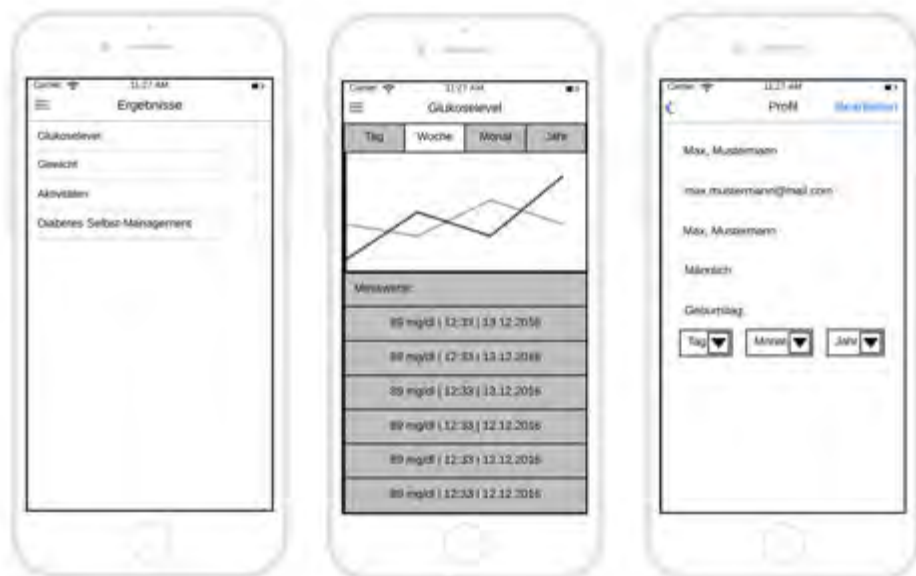 Carrier 11:27 AM
Ergebnisse
Glukoselevel
Gewicht
Aktivitäten
Diabetes Selbst-Management
Carrier 11:27 AM
Glukoselevel
Tag Woche Monat Jahr
Messwerte:
89 mg/dl | 12:33 | 13.12.2016
89 mg/dl | 12:33 | 13.12.2016
89 mg/dl | 12:33 | 13.12.2016
89 mg/dl | 12:33 | 12.12.2016
89 mg/dl | 12:33 | 12.12.2016
89 mg/dl | 12:33 | 12.12.2016
Carrier 11:27 AM
Profil Bearbeiten
Max, Mustermann
max.mustermann@mail.com
Max, Mustermann
Männlich
Geburtstag:
Tag Monat Jahr